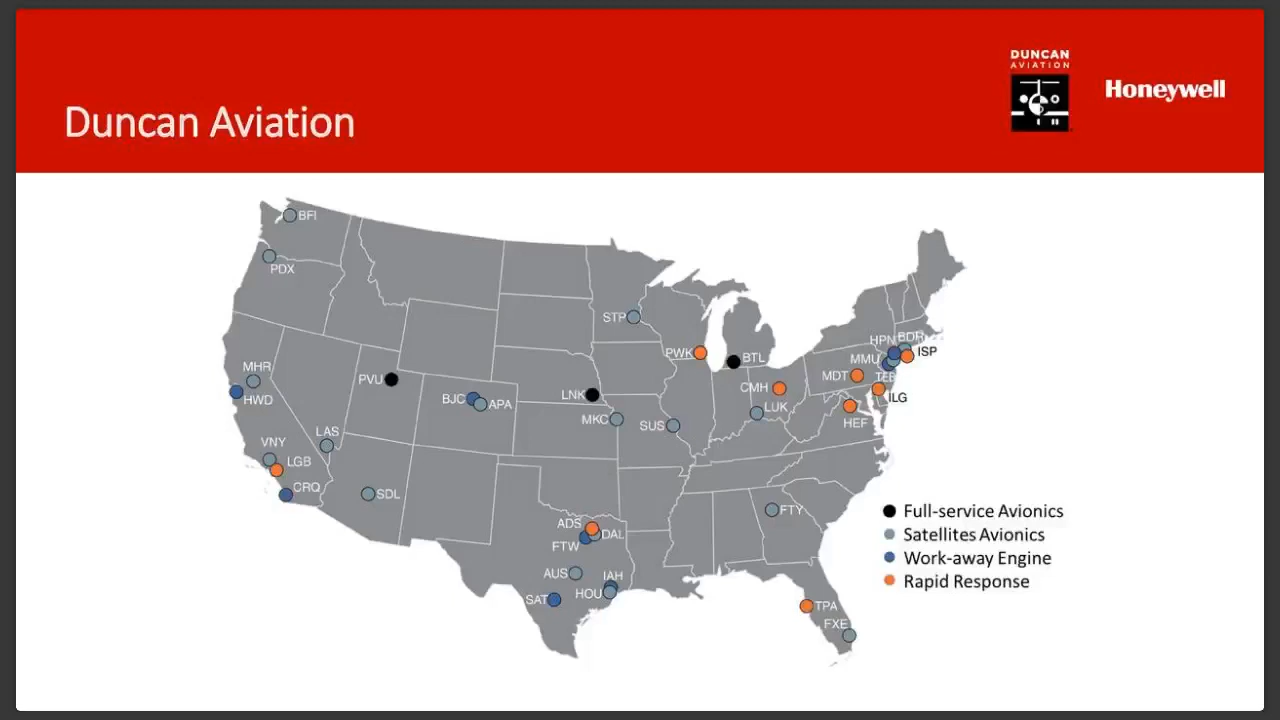 DUNCAN
AVIATION
Honeywell
Duncan Aviation
BFI
PDX
STP
MHR
HWD
PVU
BJC
APA
LNK
MKC
SUS
PWK
BTL
CMH
LUK
MDT
MMU
HPN
BDR
ISP
TEB
ILG
HEF
VNY
LAS
LGB
CRQ
SDL
ADS
DAL
FTW
AUS
IAH
HOU
SAT
FTY
TPA
FXE
Full-service Avionics
Satellites Avionics
Work-away Engine
Rapid Response